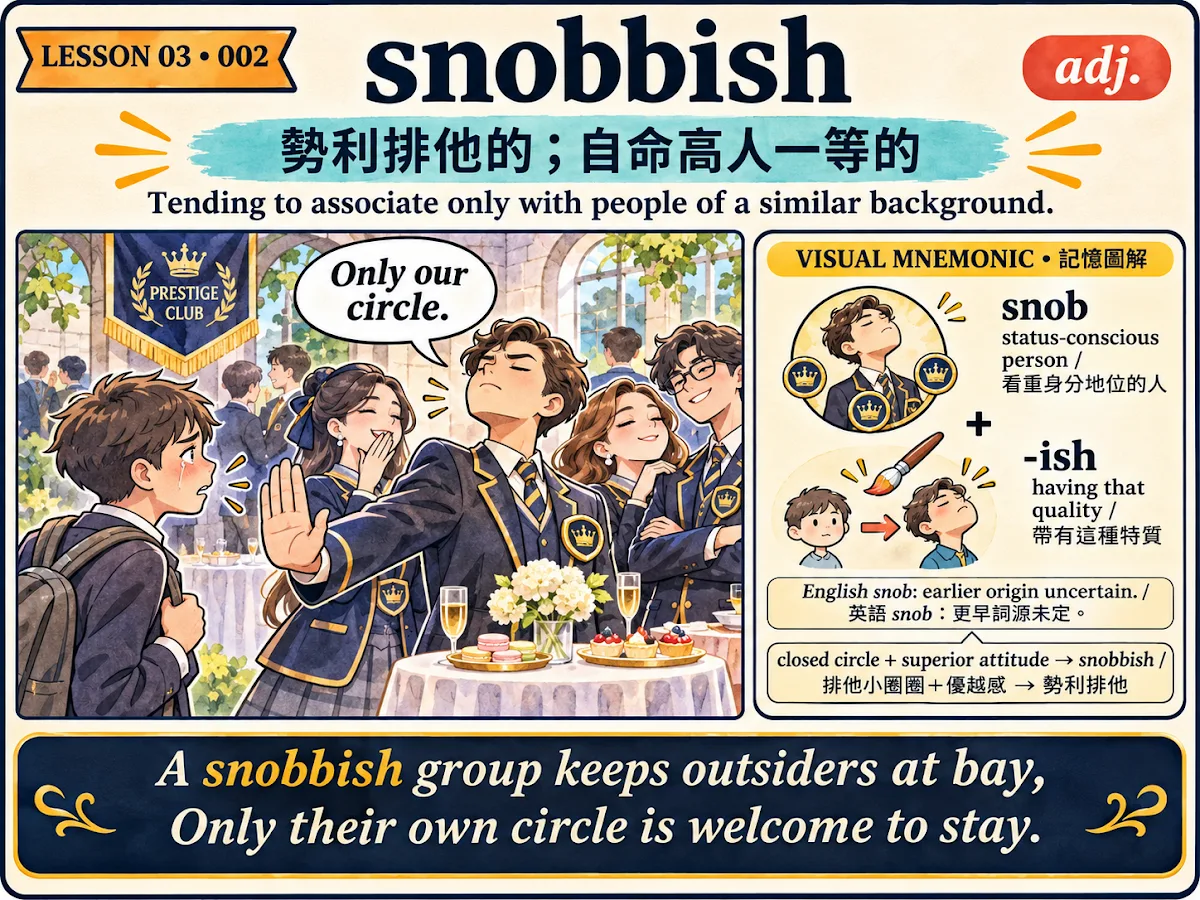 LESSON 03 • 002
snobbish
adj.
勢利排他的；自命高人一等的
Tending to associate only with people of a similar background.
PRESTIGE
CLUB
Only our
circle.
VISUAL MNEMONIC • 記憶圖解
snob
status-conscious
person /
看重身分地位的人
+
-ish
having that
quality /
帶有這種特質
English snob: earlier origin uncertain. /
英語 snob：更早詞源未定。
closed circle + superior attitude → snobbish /
排他小圈圈＋優越感 → 勢利排他
A snobbish group keeps outsiders at bay,
Only their own circle is welcome to stay.